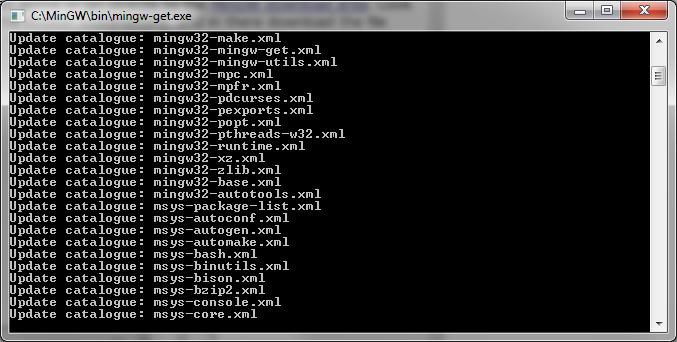 C:\MinGW\bin\mingw-get.exe
Update catalogue: mingw32-make.xml
Update catalogue: mingw32-mingw-get.xml
Update catalogue: mingw32-mingw-utils.xml
Update catalogue: mingw32-mpc.xml
Update catalogue: mingw32-mpfr.xml
Update catalogue: mingw32-pdcurses.xml
Update catalogue: mingw32-pexports.xml
Update catalogue: mingw32-popt.xml
Update catalogue: mingw32-pthreads-w32.xml
Update catalogue: mingw32-runtime.xml
Update catalogue: mingw32-xz.xml
Update catalogue: mingw32-zlib.xml
Update catalogue: mingw32-base.xml
Update catalogue: mingw32-autotools.xml
Update catalogue: msys-package-list.xml
Update catalogue: msys-autoconf.xml
Update catalogue: msys-autogen.xml
Update catalogue: msys-automake.xml
Update catalogue: msys-bash.xml
Update catalogue: msys-binutils.xml
Update catalogue: msys-bison.xml
Update catalogue: msys-bzip2.xml
Update catalogue: msys-console.xml
Update catalogue: msys-core.xml